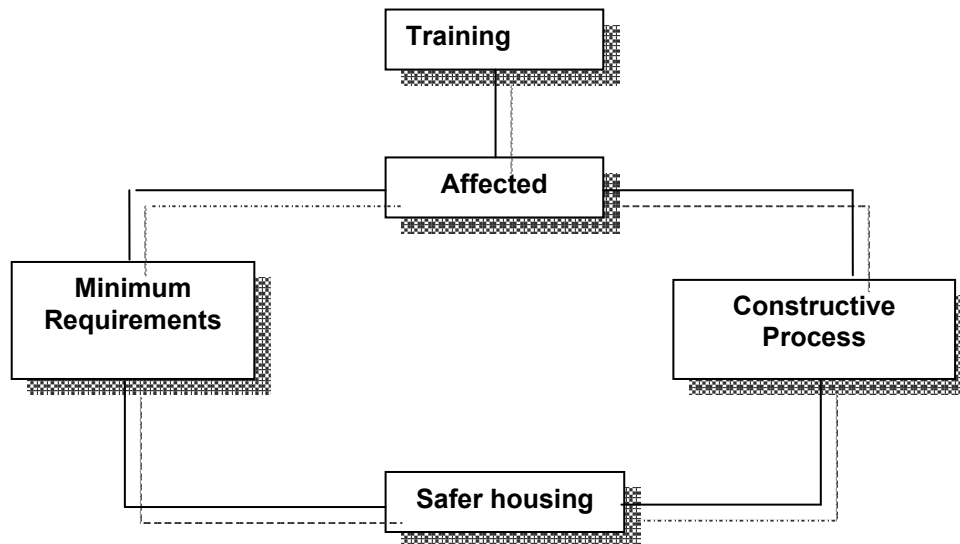 Training
Affected
Minimum
Requirements
Constructive
Process
Safer housing